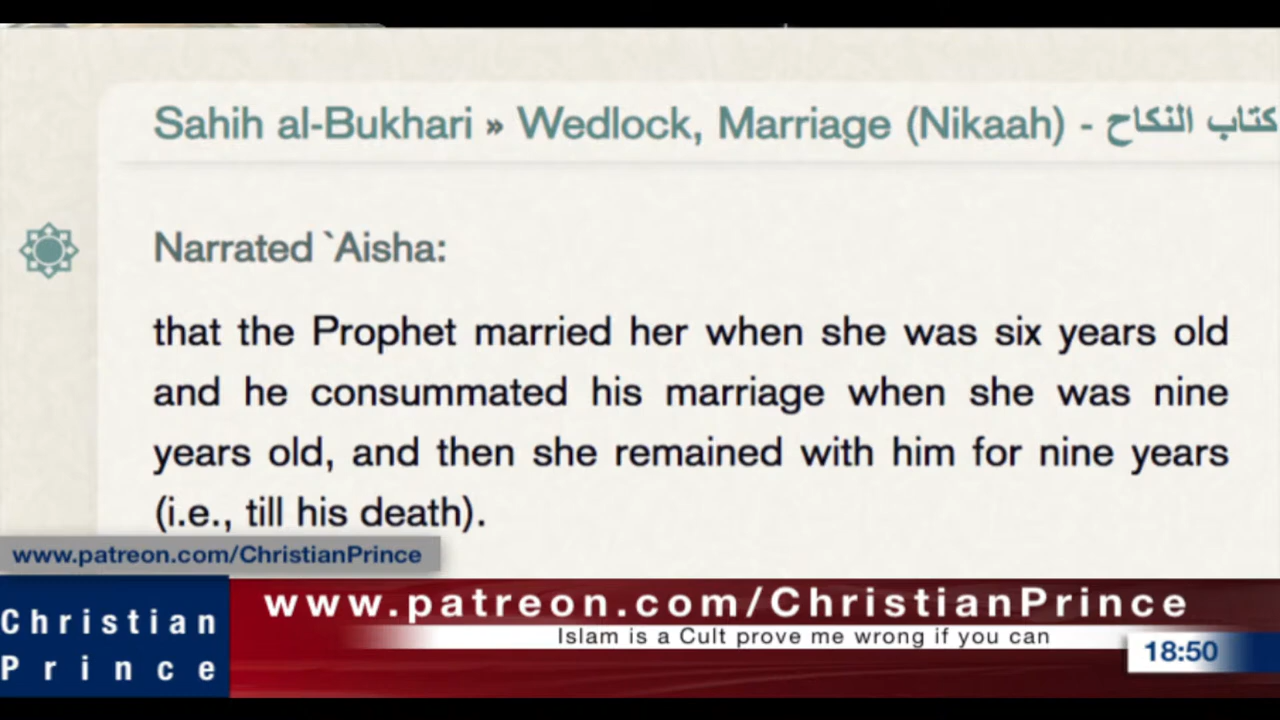 Sahih al-Bukhari » Wedlock, Marriage (Nikaah) - كتاب النكاح
Narrated `Aisha:
that the Prophet married her when she was six years old
and he consummated his marriage when she was nine
years old, and then she remained with him for nine years
(i.e., till his death).
www.patreon.com/ChristianPrince
Christian
Prince
www.patreon.com/ChristianPrince
Islam is a Cult prove me wrong if you can
18:50